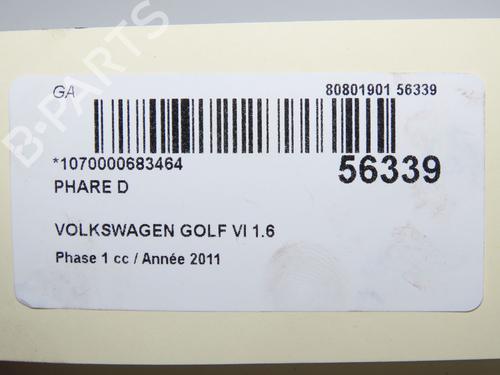 GA
80801901 56339
*1070000683464
56339
PHARE D
VOLKSWAGEN GOLF VI 1.6
Phase 1 cc / Année 2011
B-PARTS